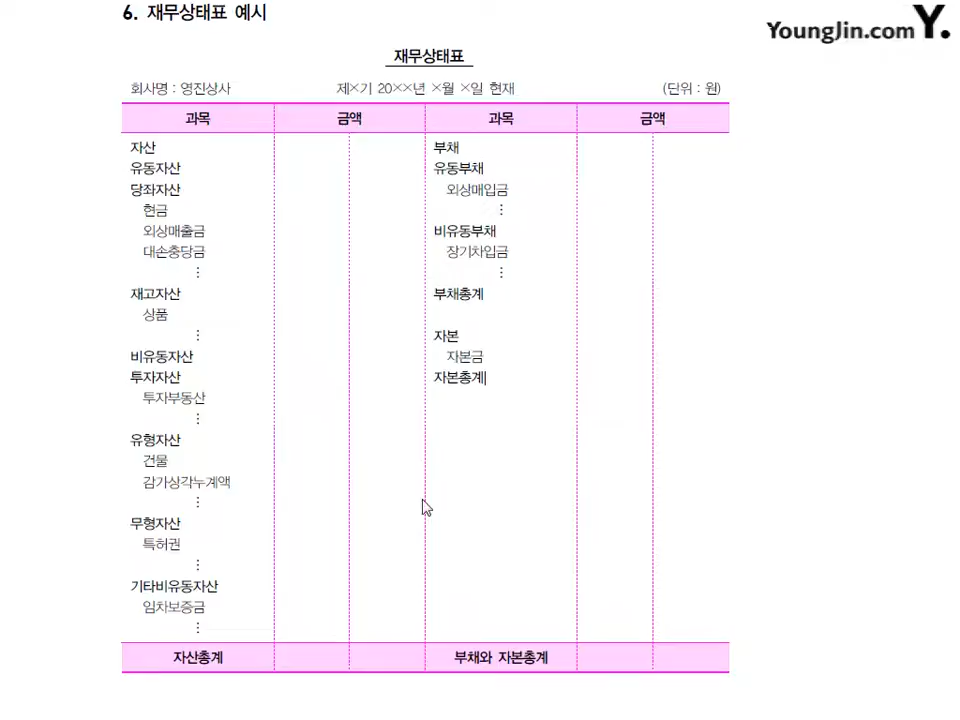 6. 재무상태표 예시
YoungJin.com Y.
재무상태표
회사명 : 영진상사
제×기 20××년 ×월 ×일 현재
(단위 : 원)
과목 금액 과목 금액
자산
유동자산
당좌자산
현금
외상매출금
대손충당금
⋮
재고자산
상품
⋮
비유동자산
투자자산
투자부동산
⋮
유형자산
건물
감가상각누계액
⋮
무형자산
특허권
⋮
기타비유동자산
임차보증금
⋮
부채
유동부채
외상매입금
⋮
비유동부채
장기차입금
⋮
부채총계
자본
자본금
자본총계
자산총계 부채와 자본총계